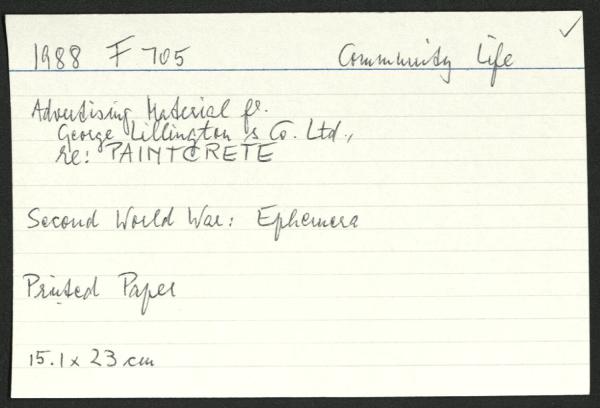 1988 F 705 Community Life
Advertising Material fr.
George Lillington & Co. Ltd.,
re: PAINTCRETE
Second World War: Ephemera
Printed Paper
15.1 x 23 cm